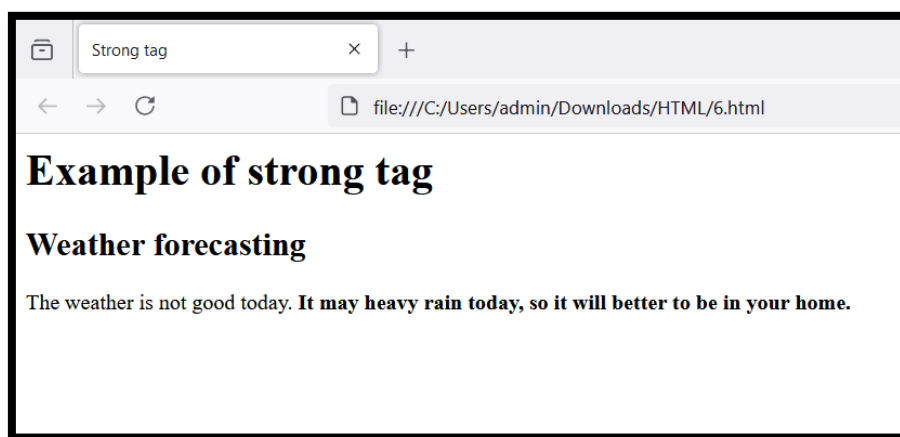 Strong tag
file:///C:/Users/admin/Downloads/HTML/6.html
Example of strong tag
Weather forecasting
The weather is not good today. It may heavy rain today, so it will better to be in your home.